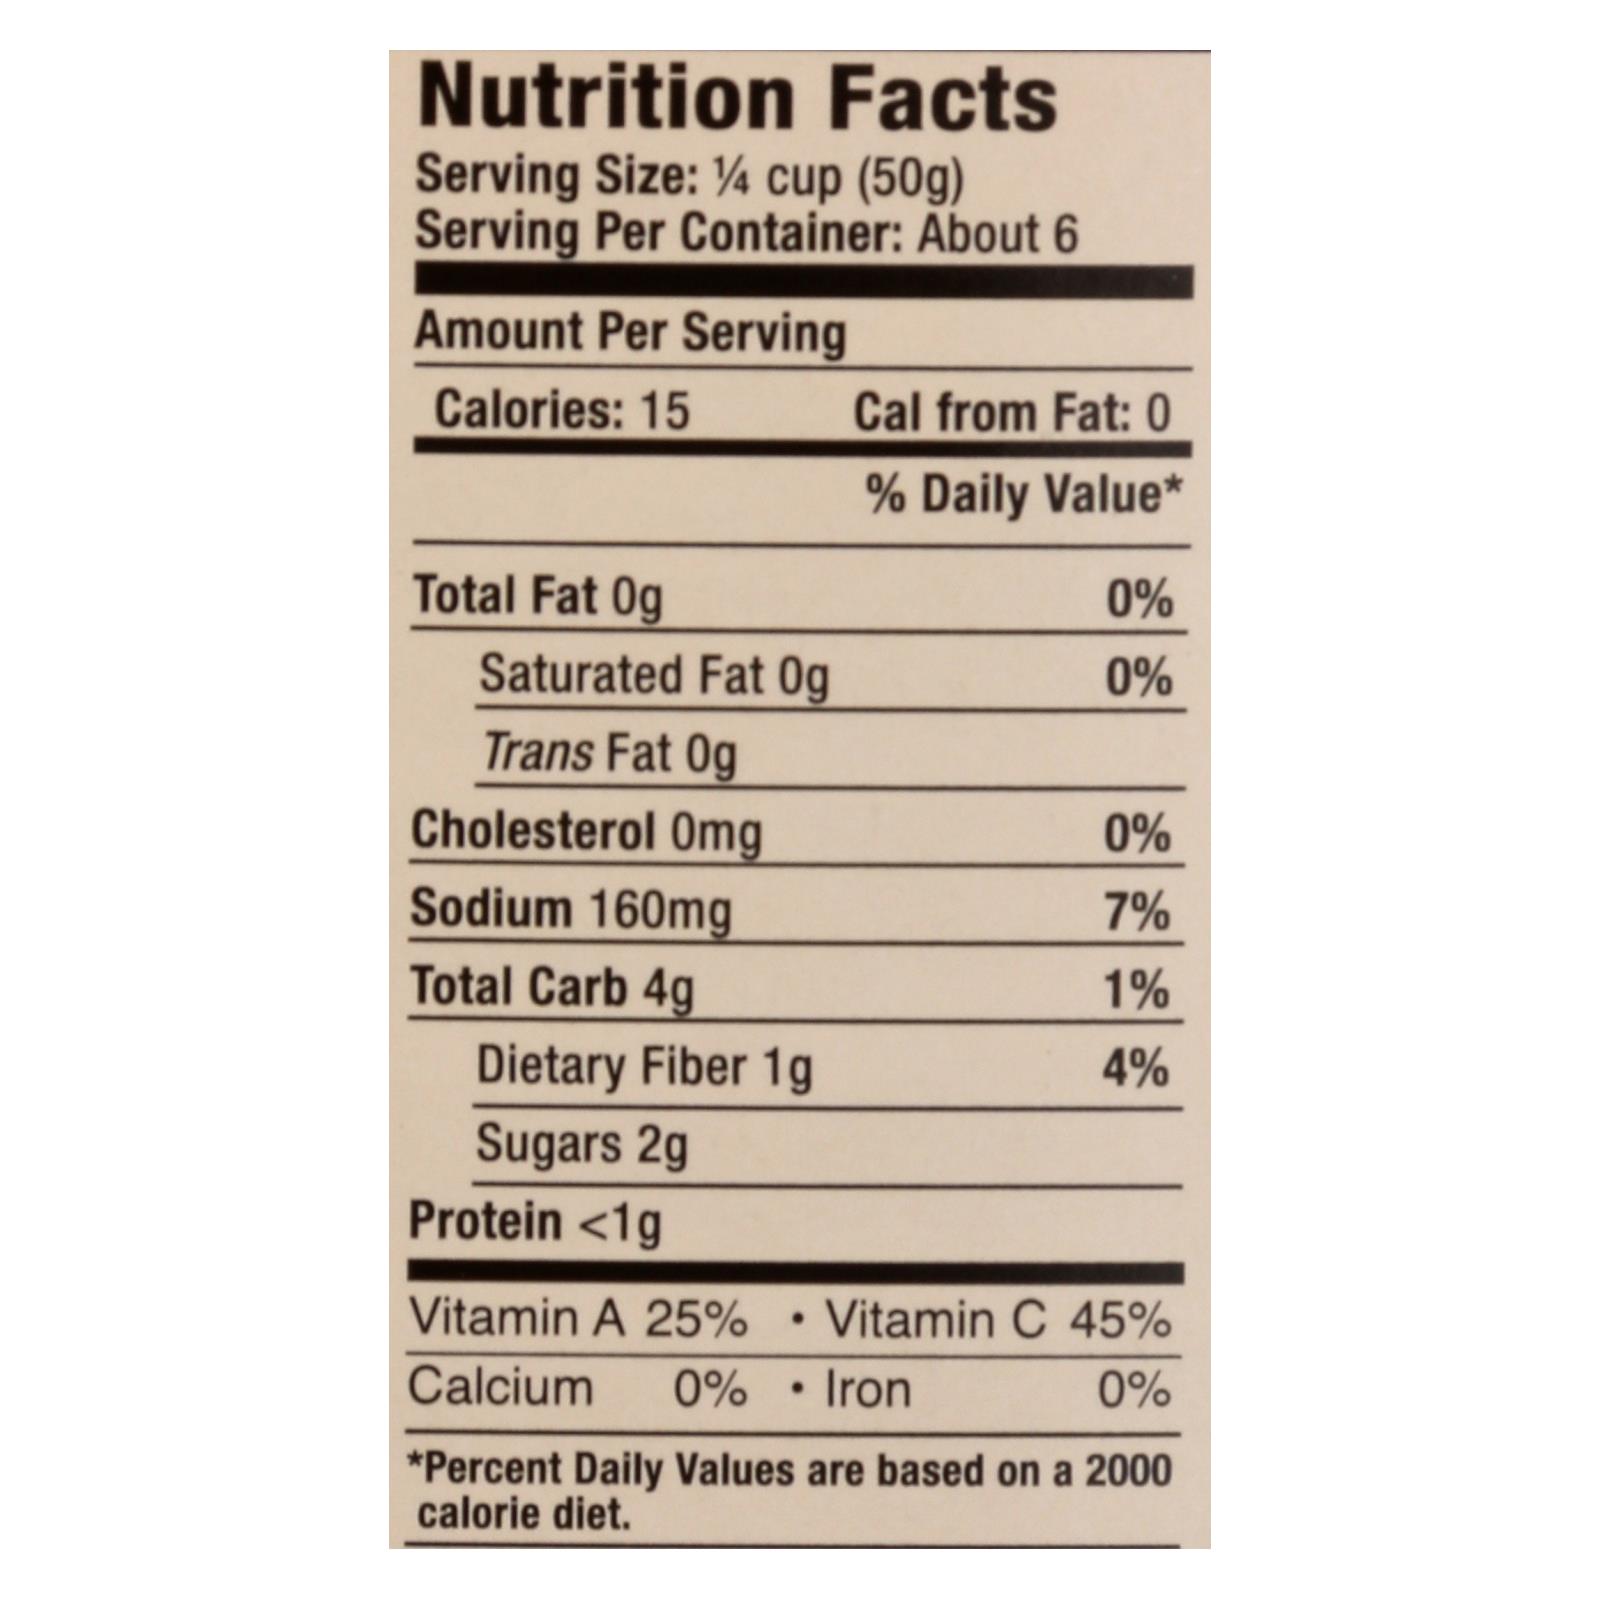 Nutrition Facts
Serving Size: ¼ cup (50g)
Serving Per Container: About 6
Amount Per Serving
Calories: 15 Cal from Fat: 0
% Daily Value*
Total Fat 0g 0%
Saturated Fat 0g 0%
Trans Fat 0g
Cholesterol 0mg 0%
Sodium 160mg 7%
Total Carb 4g 1%
Dietary Fiber 1g 4%
Sugars 2g
Protein <1g
Vitamin A 25% • Vitamin C 45%
Calcium 0% • Iron 0%
*Percent Daily Values are based on a 2000
calorie diet.